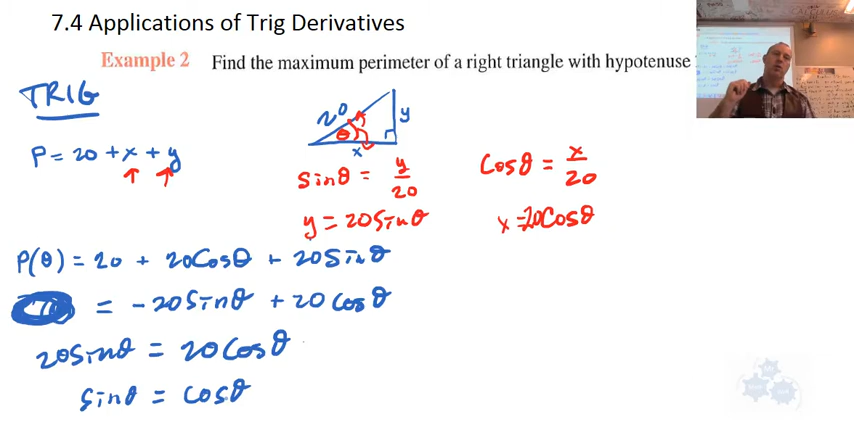 7.4 Applications of Trig Derivatives
Example 2 Find the maximum perimeter of a right triangle with hypotenuse
TRIG
20
θ
y
x
P = 20 + x + y
sinθ = y/20
cosθ = x/20
y = 20sinθ
x = 20cosθ
P(θ) = 20 + 20cosθ + 20sinθ
= -20sinθ + 20cosθ
20sinθ = 20cosθ
sinθ = cosθ